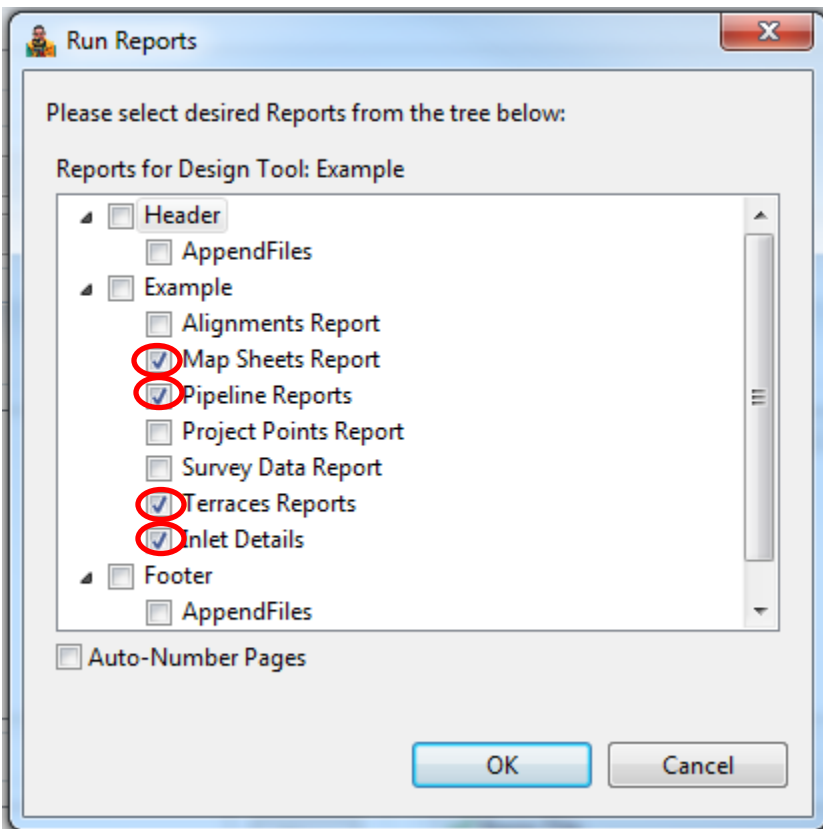 Run Reports
Please select desired Reports from the tree below:
Reports for Design Tool: Example
Header
AppendFiles
Example
Alignments Report
Map Sheets Report
Pipeline Reports
Project Points Report
Survey Data Report
Terraces Reports
Inlet Details
Footer
AppendFiles
Auto-Number Pages
OK Cancel